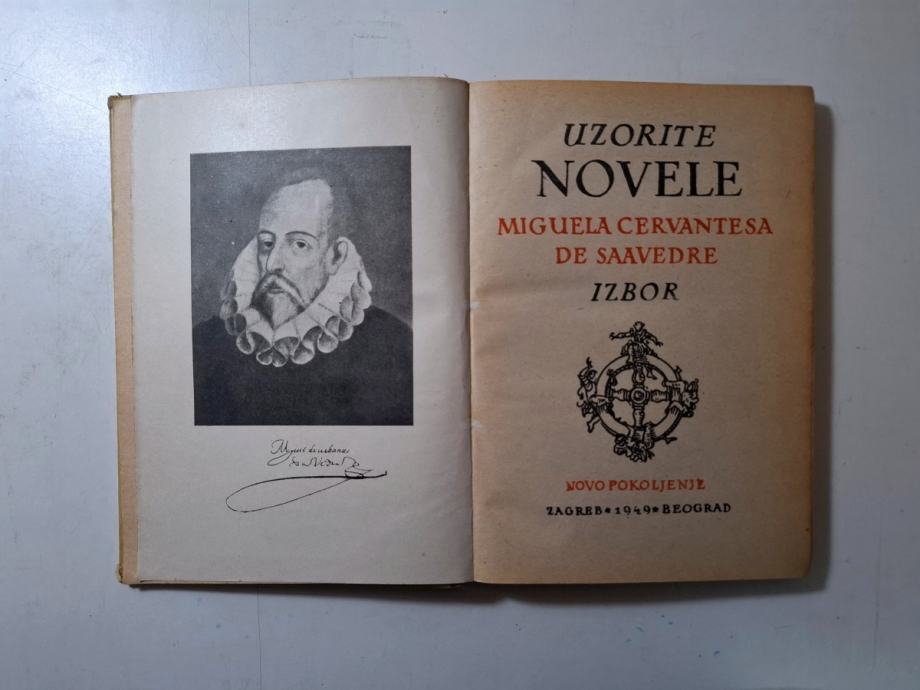 UZORITE
NOVELE
MIGUELA CERVANTESA
DE SAAVEDRE
IZBOR
NOVO POKOLJENJE
ZAGREB * 1949 * BEOGRAD